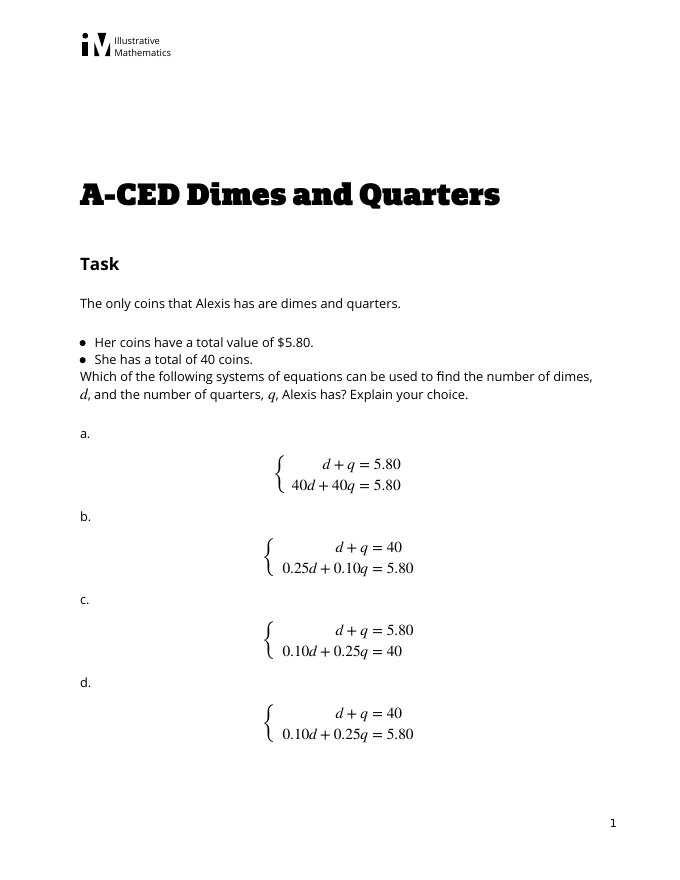 Illustrative
Mathematics
A-CED Dimes and Quarters
Task
The only coins that Alexis has are dimes and quarters.
● Her coins have a total value of $5.80.
● She has a total of 40 coins.
Which of the following systems of equations can be used to find the number of dimes,
d, and the number of quarters, q, Alexis has? Explain your choice.
a.
d + q = 5.80
40d + 40q = 5.80
b.
d + q = 40
0.25d + 0.10q = 5.80
c.
d + q = 5.80
0.10d + 0.25q = 40
d.
d + q = 40
0.10d + 0.25q = 5.80
1